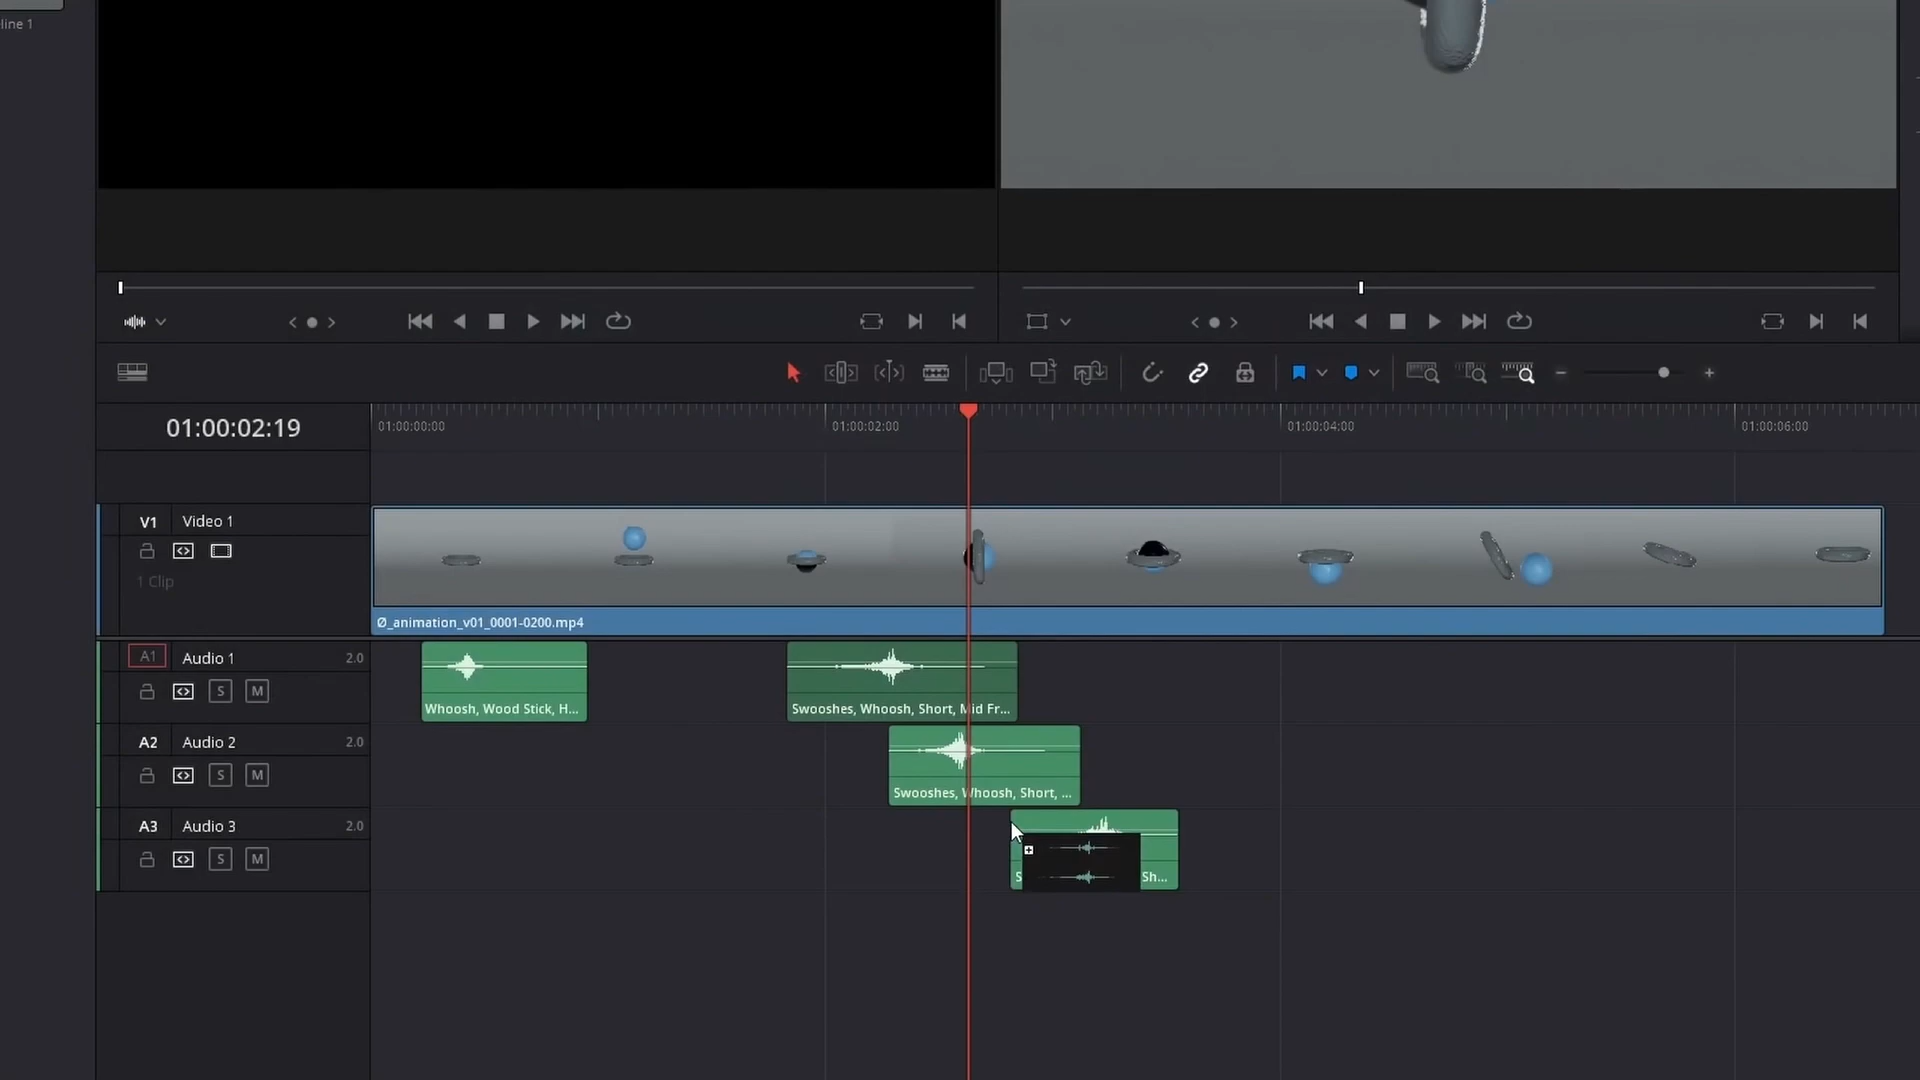 line 1
01:00:02:19
01:00:00:00
01:00:02:00
01:00:04:00
01:00:06:00
V1 Video 1
1 Clip
Ø_animation_v01_0001-0200.mp4
A1 Audio 1 2.0
S M
Whoosh, Wood Stick, H...
Swooshes, Whoosh, Short, Mid Fr...
A2 Audio 2 2.0
S M
Swooshes, Whoosh, Short, ...
A3 Audio 3 2.0
S M
S
Sh...